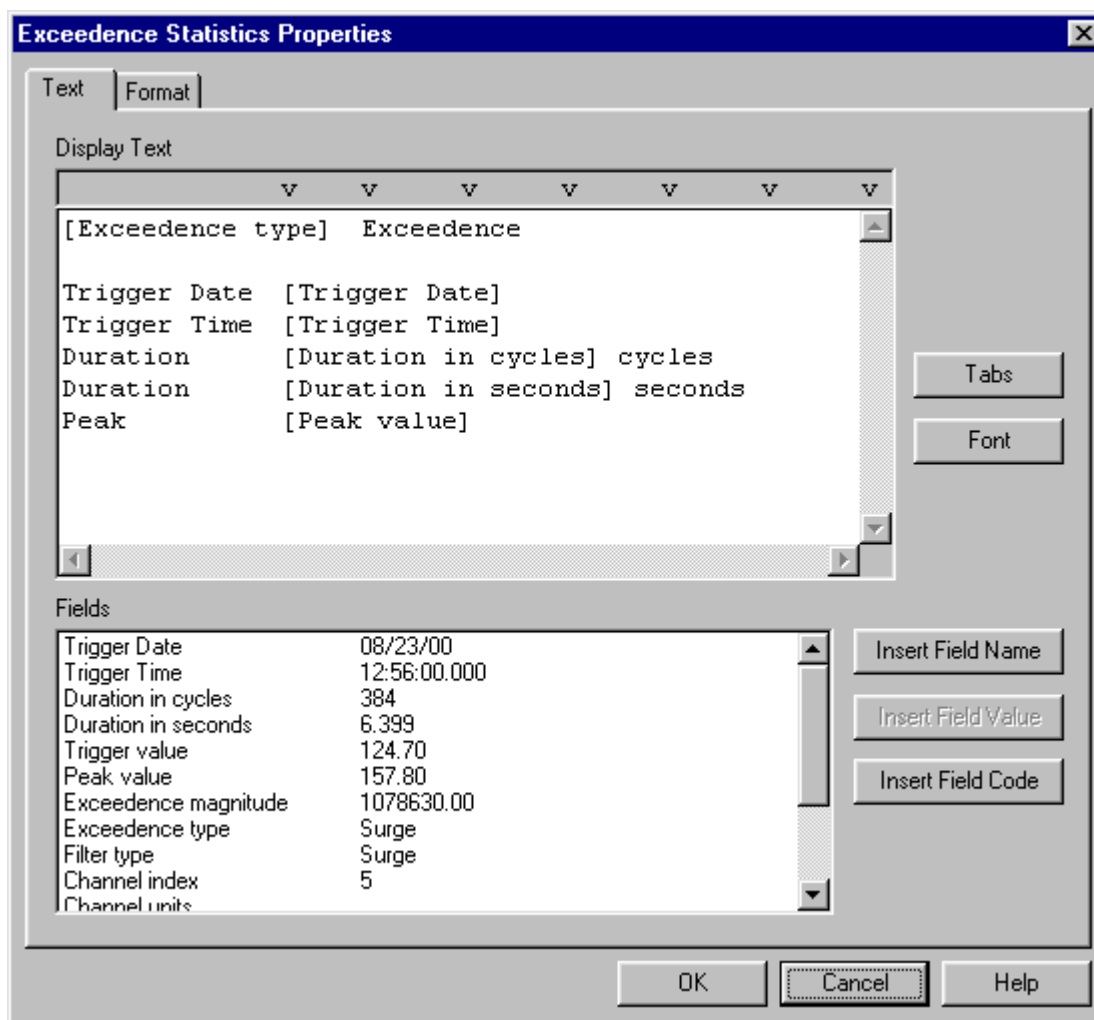 Exceedence Statistics Properties
Text Format
Display Text
v v v v v v v
[Exceedence type] Exceedence
Trigger Date [Trigger Date]
Trigger Time [Trigger Time]
Duration [Duration in cycles] cycles
Duration [Duration in seconds] seconds
Peak [Peak value]
Tabs
Font
Fields
Trigger Date 08/23/00
Trigger Time 12:56:00.000
Duration in cycles 384
Duration in seconds 6.399
Trigger value 124.70
Peak value 157.80
Exceedence magnitude 1078630.00
Exceedence type Surge
Filter type Surge
Channel index 5
Channel units
Insert Field Name
Insert Field Value
Insert Field Code
OK Cancel Help